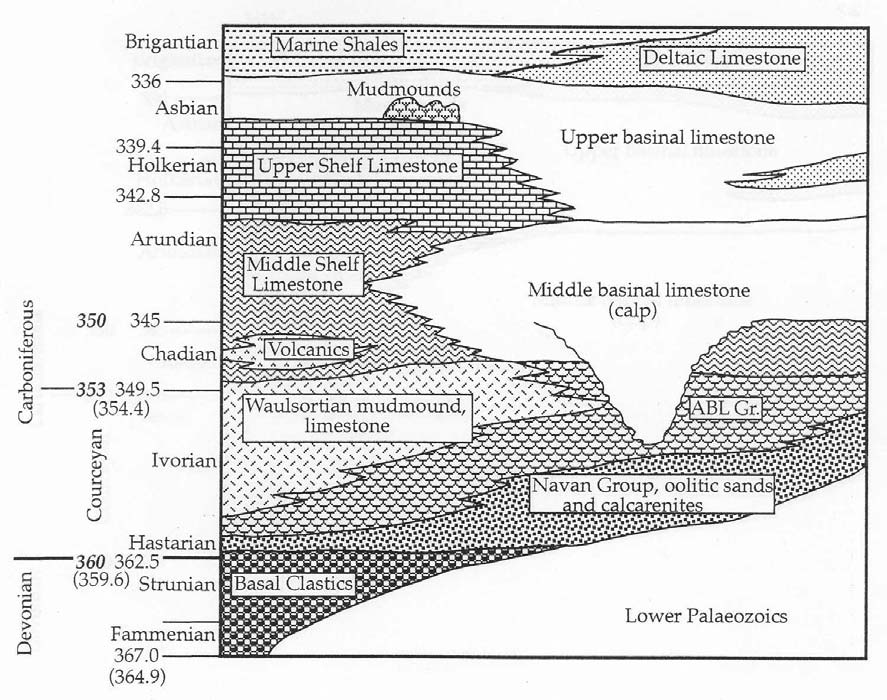 Brigantian
Marine Shales
Deltaic Limestone
336
Mudmounds
Asbian
Upper basinal limestone
339.4
Holkerian
Upper Shelf Limestone
342.8
Arundian
Middle Shelf
Limestone
Middle basinal limestone
(calp)
Carboniferous
350 345
Chadian
Volcanics
353 349.5
(354.4)
Waulsortian mudmound,
limestone
ABL Gr.
Courceyan
Ivorian
Navan Group, oolitic sands
and calcarenites
Hastarian
360 362.5
(359.6)
Strunian
Basal Clastics
Devonian
Lower Palaeozoics
Fammenian
367.0
(364.9)